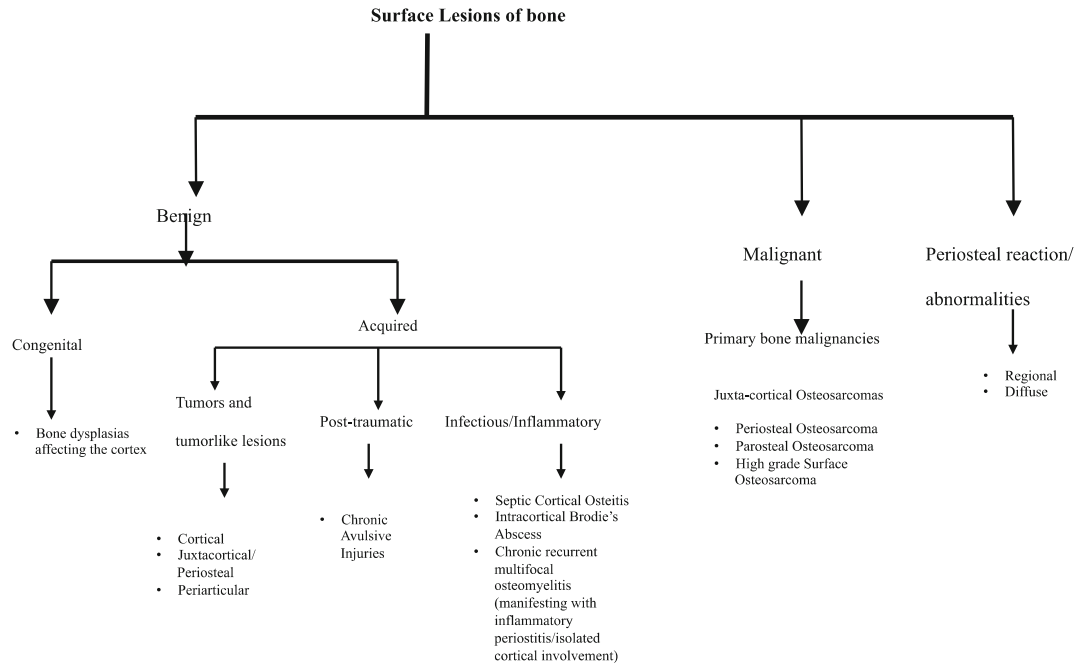 Surface Lesions of bone
Benign
Malignant
Periosteal reaction/
abnormalities
Congenital
Acquired
Primary bone malignancies
• Regional
• Diffuse
Juxta-cortical Osteosarcomas
• Periosteal Osteosarcoma
• Parosteal Osteosarcoma
• High grade Surface
Osteosarcoma
• Bone dysplasias
affecting the cortex
Tumors and
tumorlike lesions
Post-traumatic
Infectious/Inflammatory
• Cortical
• Juxtacortical/
Periosteal
• Periarticular
• Chronic
Avulsive
Injuries
• Septic Cortical Osteitis
• Intracortical Brodie's
Abscess
• Chronic recurrent
multifocal
osteomyelitis
(manifesting with
inflammatory
periostitis/isolated
cortical involvement)